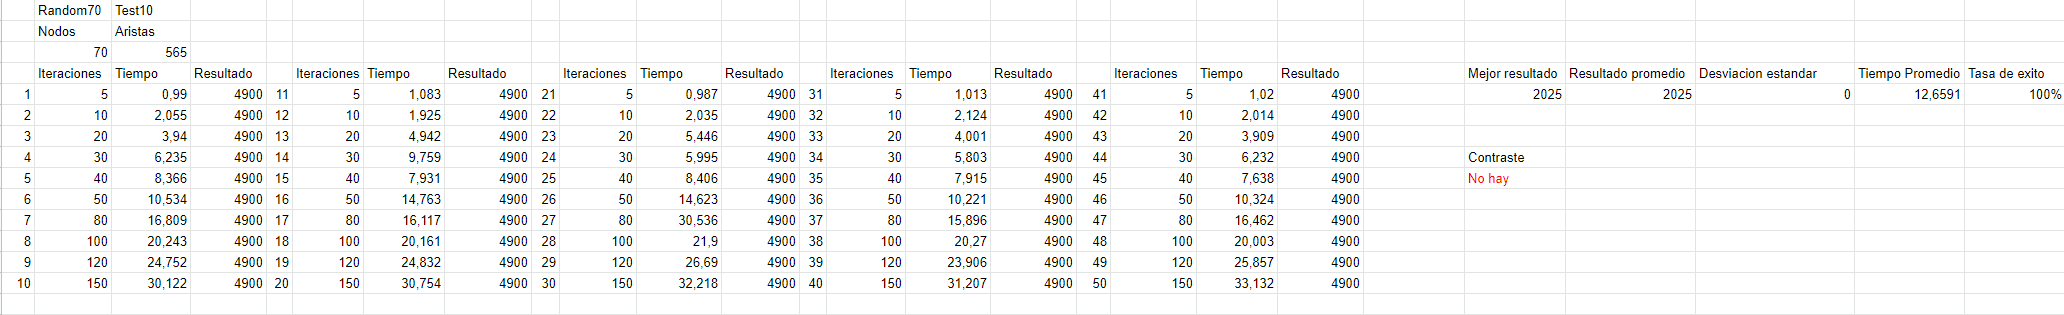 Random70 Test10
Nodos Aristas
70 565
Iteraciones Tiempo Resultado Iteraciones Tiempo Resultado Iteraciones Tiempo Resultado Iteraciones Tiempo Resultado Iteraciones Tiempo Resultado Mejor resultado Resultado promedio Desviacion estandar Tiempo Promedio Tasa de exito
1 5 0,99 4900 11 5 1,083 4900 21 5 0,987 4900 31 5 1,013 4900 41 5 1,02 4900 2025 2025 0 12,6591 100%
2 10 2,055 4900 12 10 1,925 4900 22 10 2,035 4900 32 10 2,124 4900 42 10 2,014 4900
3 20 3,94 4900 13 20 4,942 4900 23 20 5,446 4900 33 20 4,001 4900 43 20 3,909 4900
4 30 6,235 4900 14 30 9,759 4900 24 30 5,995 4900 34 30 5,803 4900 44 30 6,232 4900 Contraste
5 40 8,366 4900 15 40 7,931 4900 25 40 8,406 4900 35 40 7,915 4900 45 40 7,638 4900 No hay
6 50 10,534 4900 16 50 14,763 4900 26 50 14,623 4900 36 50 10,221 4900 46 50 10,324 4900
7 80 16,809 4900 17 80 16,117 4900 27 80 30,536 4900 37 80 15,896 4900 47 80 16,462 4900
8 100 20,243 4900 18 100 20,161 4900 28 100 21,9 4900 38 100 20,27 4900 48 100 20,003 4900
9 120 24,752 4900 19 120 24,832 4900 29 120 26,69 4900 39 120 23,906 4900 49 120 25,857 4900
10 150 30,122 4900 20 150 30,754 4900 30 150 32,218 4900 40 150 31,207 4900 50 150 33,132 4900